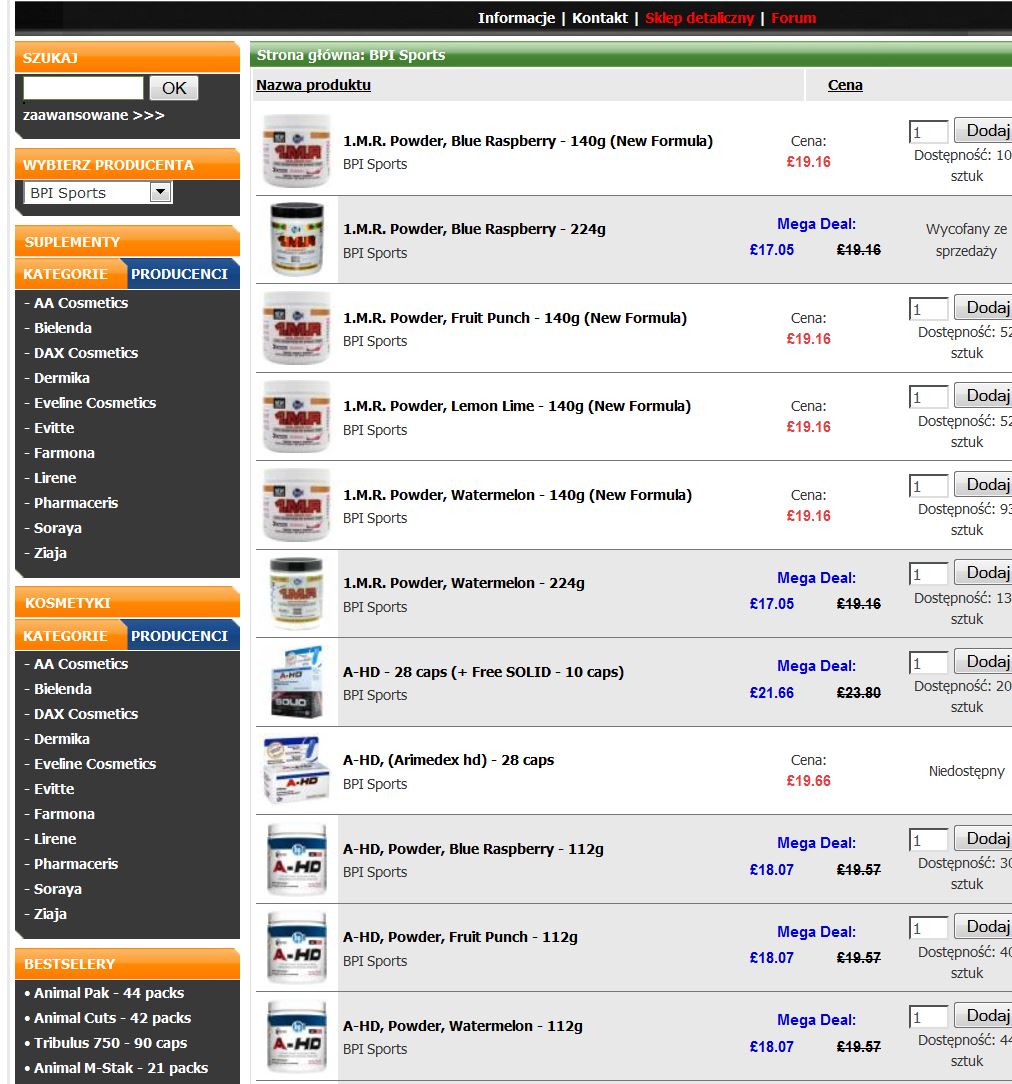 Informacje | Kontakt | Sklep detaliczny | Forum
SZUKAJ
OK
zaawansowane >>>
WYBIERZ PRODUCENTA
BPI Sports
SUPLEMENTY
KATEGORIE PRODUCENCI
- AA Cosmetics
- Bielenda
- DAX Cosmetics
- Dermika
- Eveline Cosmetics
- Evitte
- Farmona
- Lirene
- Pharmaceris
- Soraya
- Ziaja
KOSMETYKI
KATEGORIE PRODUCENCI
- AA Cosmetics
- Bielenda
- DAX Cosmetics
- Dermika
- Eveline Cosmetics
- Evitte
- Farmona
- Lirene
- Pharmaceris
- Soraya
- Ziaja
BESTSELERY
• Animal Pak - 44 packs
• Animal Cuts - 42 packs
• Tribulus 750 - 90 caps
• Animal M-Stak - 21 packs
Strona główna: BPI Sports
Nazwa produktu Cena
1.M.R. Powder, Blue Raspberry - 140g (New Formula)
BPI Sports
Cena:
£19.16
1 Dodaj
Dostępność: 10
sztuk
1.M.R. Powder, Blue Raspberry - 224g
BPI Sports
Mega Deal:
£17.05 £19.16
Wycofany ze
sprzedaży
1.M.R. Powder, Fruit Punch - 140g (New Formula)
BPI Sports
Cena:
£19.16
1 Dodaj
Dostępność: 52
sztuk
1.M.R. Powder, Lemon Lime - 140g (New Formula)
BPI Sports
Cena:
£19.16
1 Dodaj
Dostępność: 52
sztuk
1.M.R. Powder, Watermelon - 140g (New Formula)
BPI Sports
Cena:
£19.16
1 Dodaj
Dostępność: 93
sztuk
1.M.R. Powder, Watermelon - 224g
BPI Sports
Mega Deal:
£17.05 £19.16
1 Dodaj
Dostępność: 13
sztuk
A-HD - 28 caps (+ Free SOLID - 10 caps)
BPI Sports
Mega Deal:
£21.66 £23.80
1 Dodaj
Dostępność: 20
sztuk
A-HD, (Arimedex hd) - 28 caps
BPI Sports
Cena:
£19.66
Niedostępny
A-HD, Powder, Blue Raspberry - 112g
BPI Sports
Mega Deal:
£18.07 £19.57
1 Dodaj
Dostępność: 30
sztuk
A-HD, Powder, Fruit Punch - 112g
BPI Sports
Mega Deal:
£18.07 £19.57
1 Dodaj
Dostępność: 40
sztuk
A-HD, Powder, Watermelon - 112g
BPI Sports
Mega Deal:
£18.07 £19.57
1 Dodaj
Dostępność: 44
sztuk
1.M.R
1.M.R
1.M.R
1.M.R
1.M.R
1.M.R
A-HD
SOLID
A-HD
A-HD
A-HD
A-HD